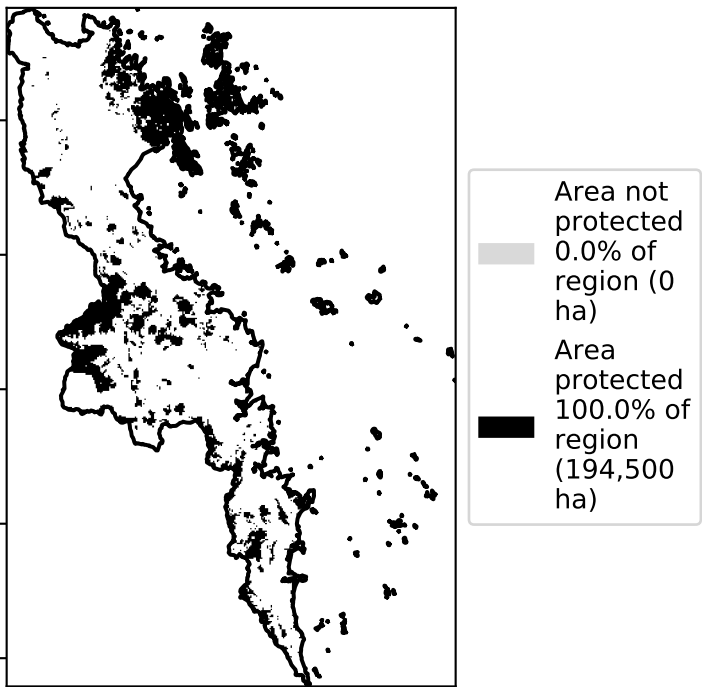 Area not
protected
0.0% of
region (0
ha)
Area
protected
100.0% of
region
(194,500
ha)